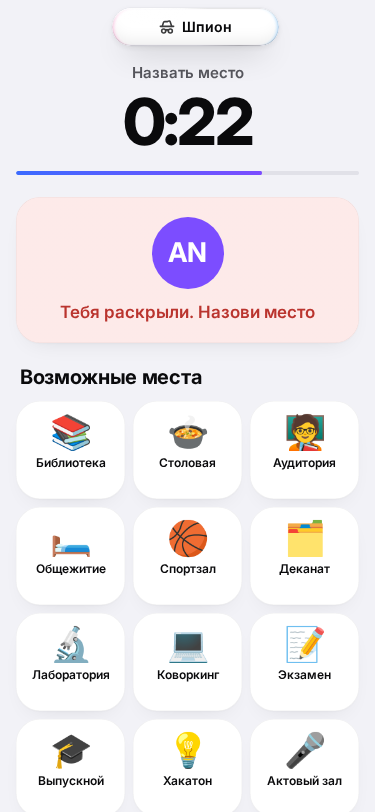 Шпион
Назвать место
0:22
AN
Тебя раскрыли. Назови место
Возможные места
Библиотека
Столовая
Аудитория
Общежитие
Спортзал
Деканат
Лаборатория
Коворкинг
Экзамен
Выпускной
Хакатон
Актовый зал